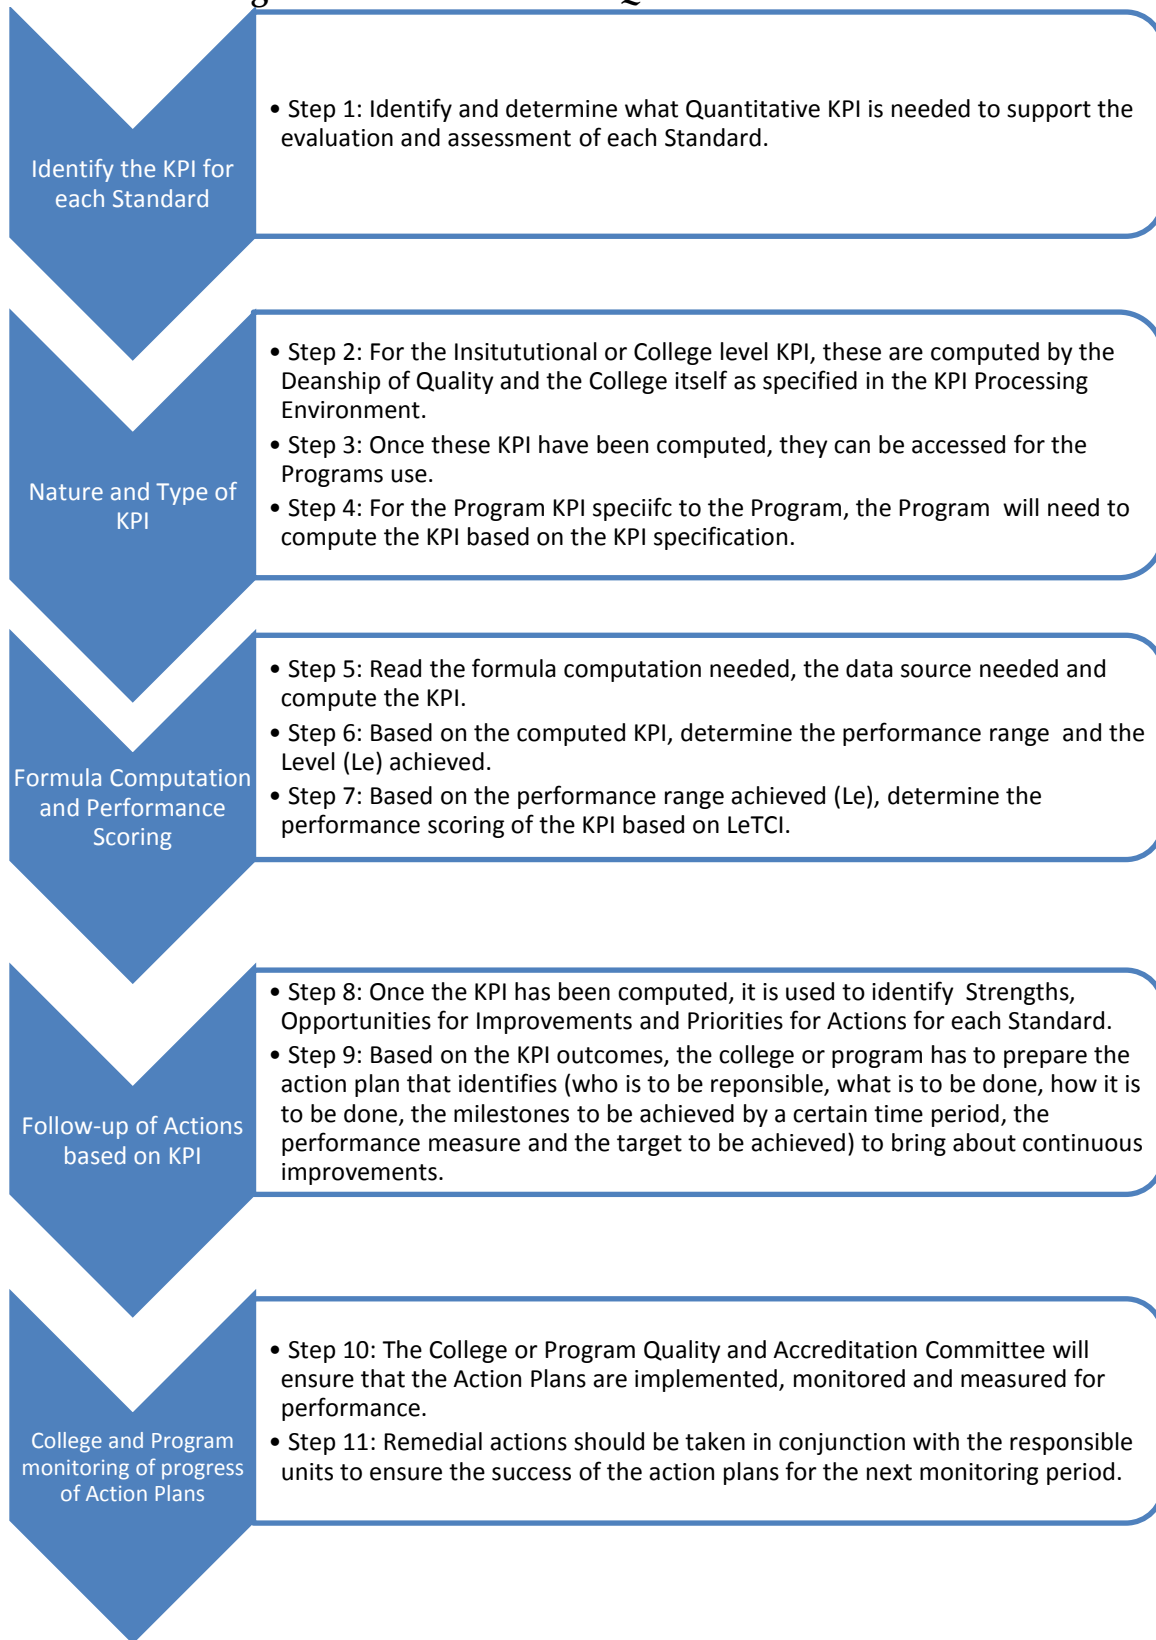 Identify the KPI for
each Standard
• Step 1: Identify and determine what Quantitative KPI is needed to support the
evaluation and assessment of each Standard.
Nature and Type of
KPI
• Step 2: For the Insitututional or College level KPI, these are computed by the
Deanship of Quality and the College itself as specified in the KPI Processing
Environment.
• Step 3: Once these KPI have been computed, they can be accessed for the
Programs use.
• Step 4: For the Program KPI speciifc to the Program, the Program will need to
compute the KPI based on the KPI specification.
Formula Computation
and Performance
Scoring
• Step 5: Read the formula computation needed, the data source needed and
compute the KPI.
• Step 6: Based on the computed KPI, determine the performance range and the
Level (Le) achieved.
• Step 7: Based on the performance range achieved (Le), determine the
performance scoring of the KPI based on LeTCI.
Follow-up of Actions
based on KPI
• Step 8: Once the KPI has been computed, it is used to identify Strengths,
Opportunities for Improvements and Priorities for Actions for each Standard.
• Step 9: Based on the KPI outcomes, the college or program has to prepare the
action plan that identifies (who is to be reponsible, what is to be done, how it is
to be done, the milestones to be achieved by a certain time period, the
performance measure and the target to be achieved) to bring about continuous
improvements.
College and Program
monitoring of progress
of Action Plans
• Step 10: The College or Program Quality and Accreditation Committee will
ensure that the Action Plans are implemented, monitored and measured for
performance.
• Step 11: Remedial actions should be taken in conjunction with the responsible
units to ensure the success of the action plans for the next monitoring period.